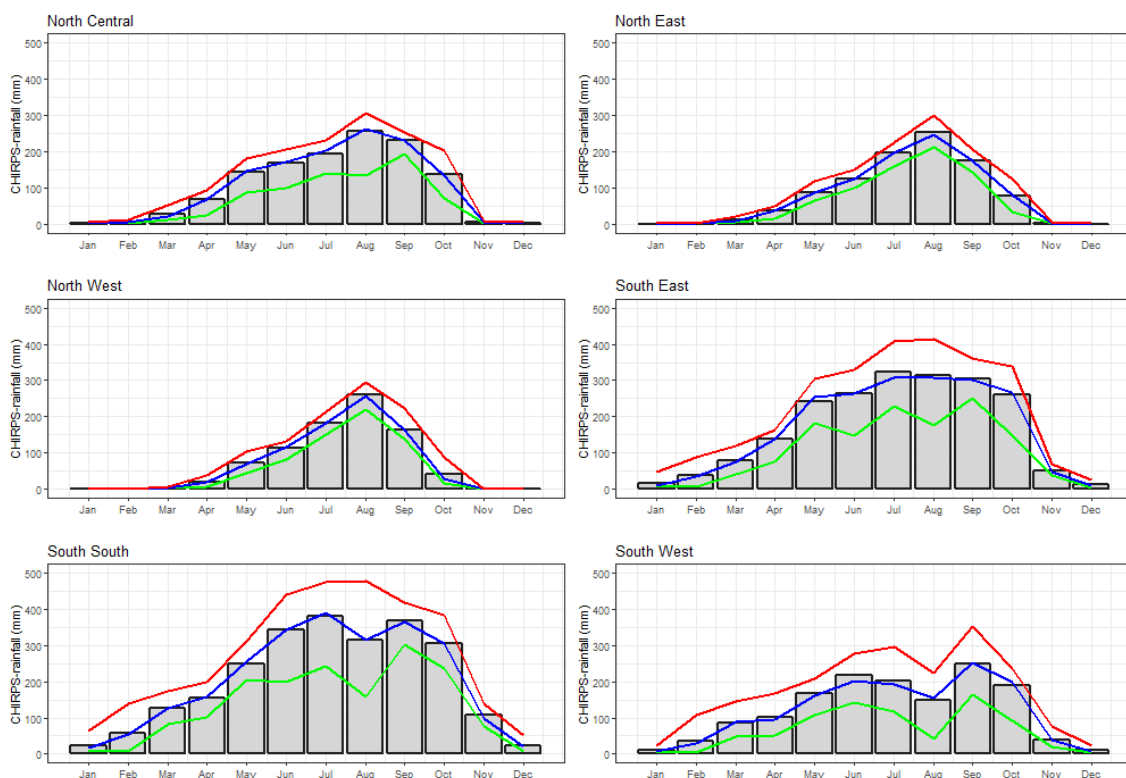 North Central
CHIRPS-rainfall (mm)
500
400
300
200
100
0
Jan Feb Mar Apr May Jun Jul Aug Sep Oct Nov Dec
North East
CHIRPS-rainfall (mm)
500
400
300
200
100
0
Jan Feb Mar Apr May Jun Jul Aug Sep Oct Nov Dec
North West
CHIRPS-rainfall (mm)
500
400
300
200
100
0
Jan Feb Mar Apr May Jun Jul Aug Sep Oct Nov Dec
South East
CHIRPS-rainfall (mm)
500
400
300
200
100
0
Jan Feb Mar Apr May Jun Jul Aug Sep Oct Nov Dec
South South
CHIRPS-rainfall (mm)
500
400
300
200
100
0
Jan Feb Mar Apr May Jun Jul Aug Sep Oct Nov Dec
South West
CHIRPS-rainfall (mm)
500
400
300
200
100
0
Jan Feb Mar Apr May Jun Jul Aug Sep Oct Nov Dec